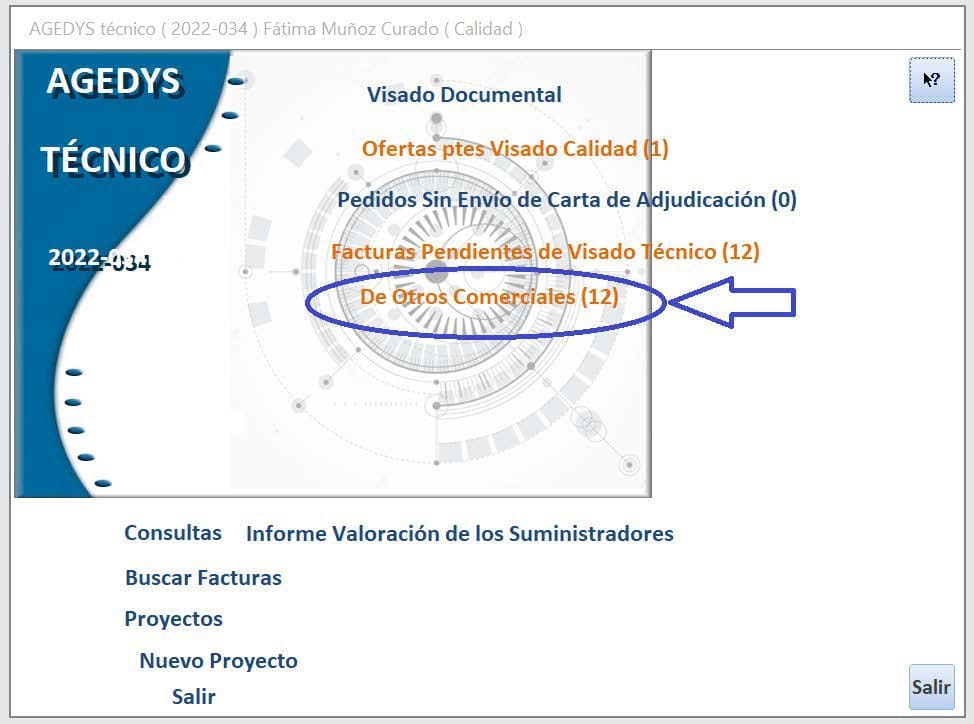 AGEDYS técnico ( 2022-034 ) Fátima Muñoz Curado ( Calidad )
AGEDYS
TÉCNICO
2022-034
Visado Documental
Ofertas ptes Visado Calidad (1)
Pedidos Sin Envío de Carta de Adjudicación (0)
Facturas Pendientes de Visado Técnico (12)
De Otros Comerciales (12)
?
Consultas Informe Valoración de los Suministradores
Buscar Facturas
Proyectos
Nuevo Proyecto
Salir
Salir